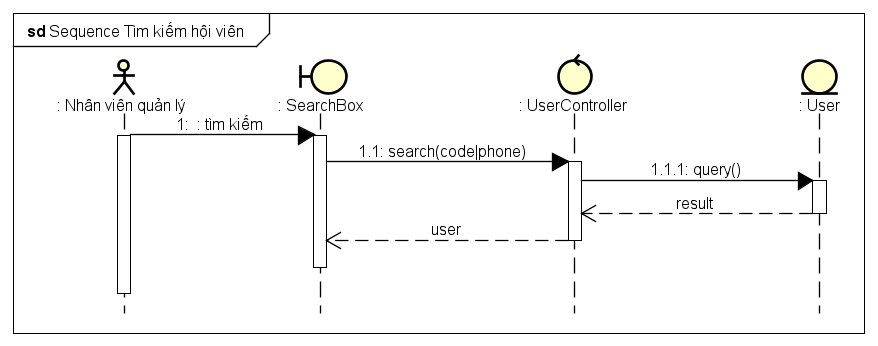 sd Sequence Tìm kiếm hội viên
: Nhân viên quản lý
: SearchBox
: UserController
: User
1: : tìm kiếm
1.1: search(code|phone)
1.1.1: query()
result
user